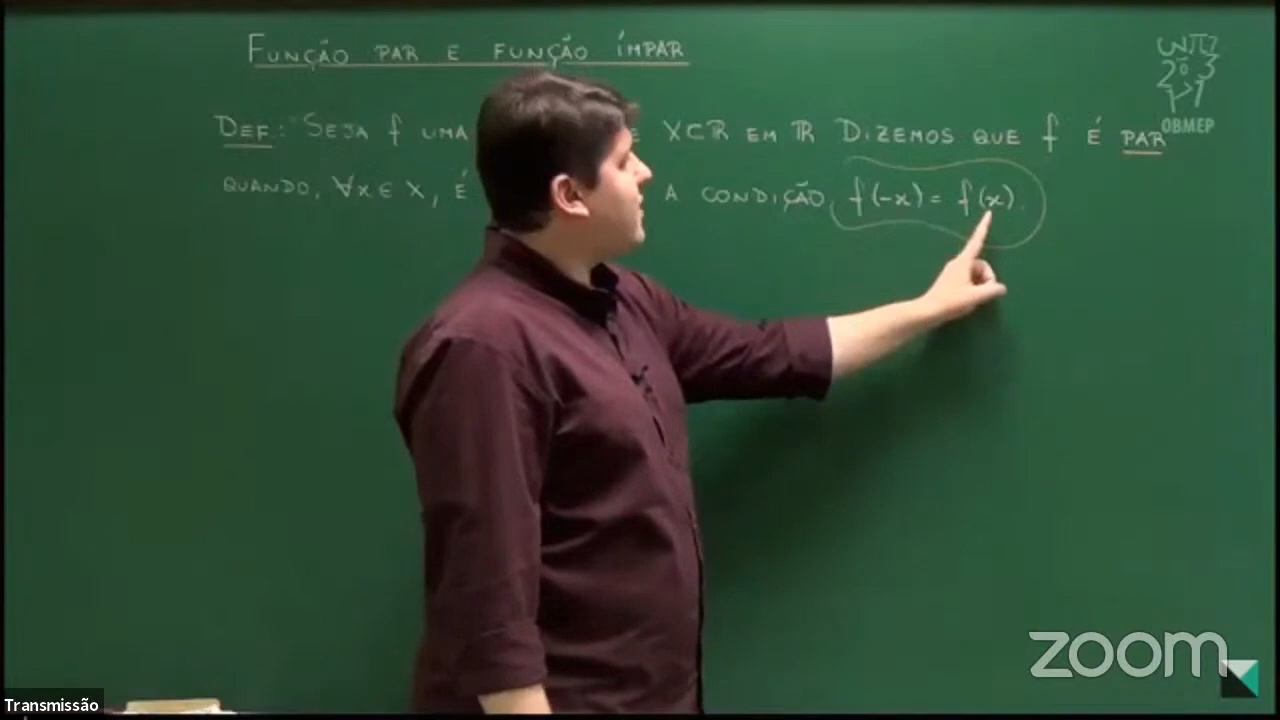 FUNÇÃO PAR E FUNÇÃO ÍMPAR
DEF: SEJA f UMA E X⊂ℝ EM ℝ DIZEMOS QUE f É PAR
QUANDO, ∀x∈X, É A CONDIÇÃO f(-x) = f(x).
OBMEP
zoom
Transmissão